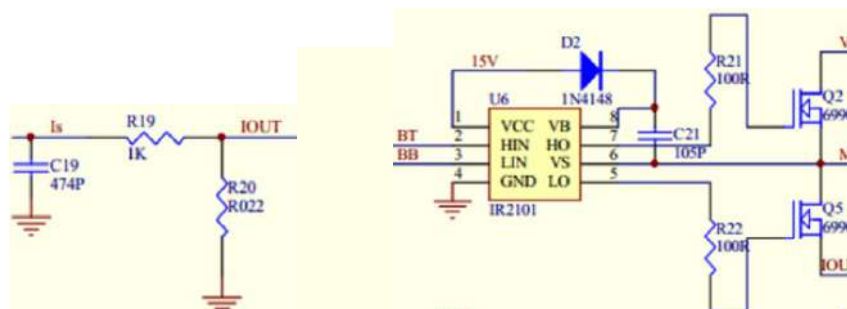 Is
R19
1K
IOUT
C19
474P
R20
R022
15V
D2
1N4148
U6
1
2
3
4
VCC
HIN
LIN
GND
VB
HO
VS
LO
8
7
6
5
IR2101
BT
BB
C21
105P
R21
100R
R22
100R
Q2
Q5